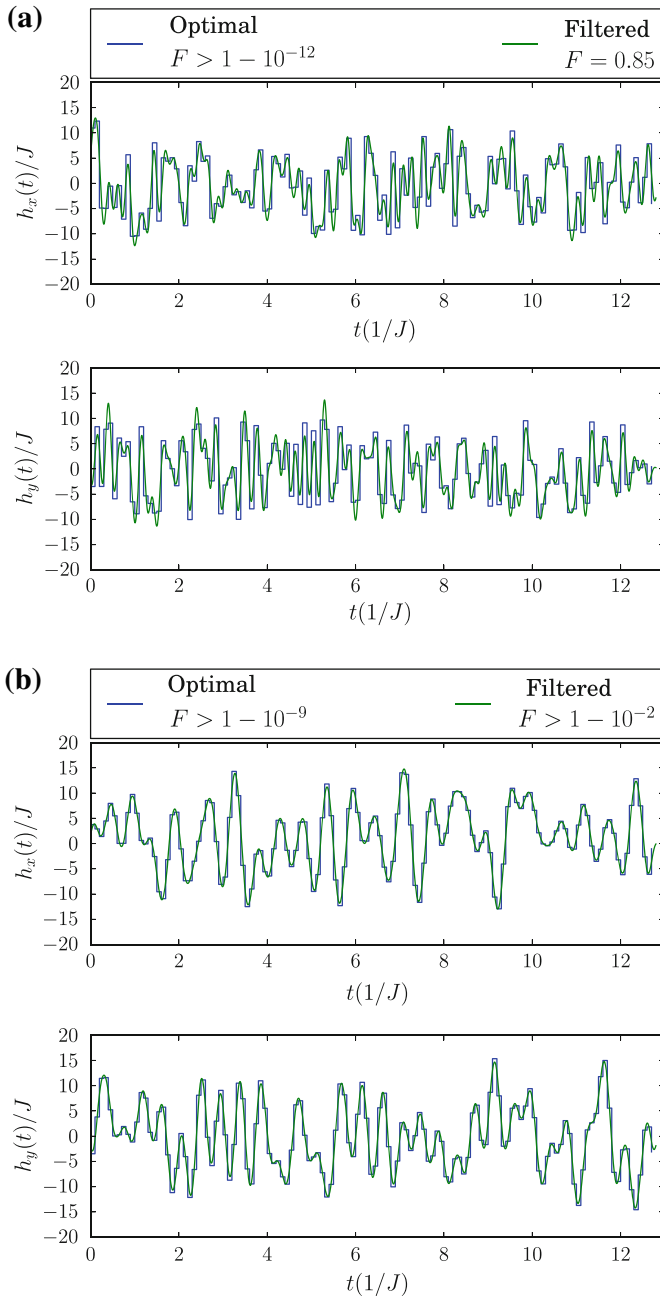 (a)
Optimal Filtered
F > 1 − 10⁻¹² F = 0.85
20
15
10
5
0
−5
−10
−15
−20
h_x(t)/J
0 2 4 6 8 10 12
t(1/J)
20
15
10
5
0
−5
−10
−15
−20
h_y(t)/J
0 2 4 6 8 10 12
t(1/J)
(b)
Optimal Filtered
F > 1 − 10⁻⁹ F > 1 − 10⁻²
20
15
10
5
0
−5
−10
−15
−20
h_x(t)/J
0 2 4 6 8 10 12
t(1/J)
20
15
10
5
0
−5
−10
−15
−20
h_y(t)/J
0 2 4 6 8 10 12
t(1/J)